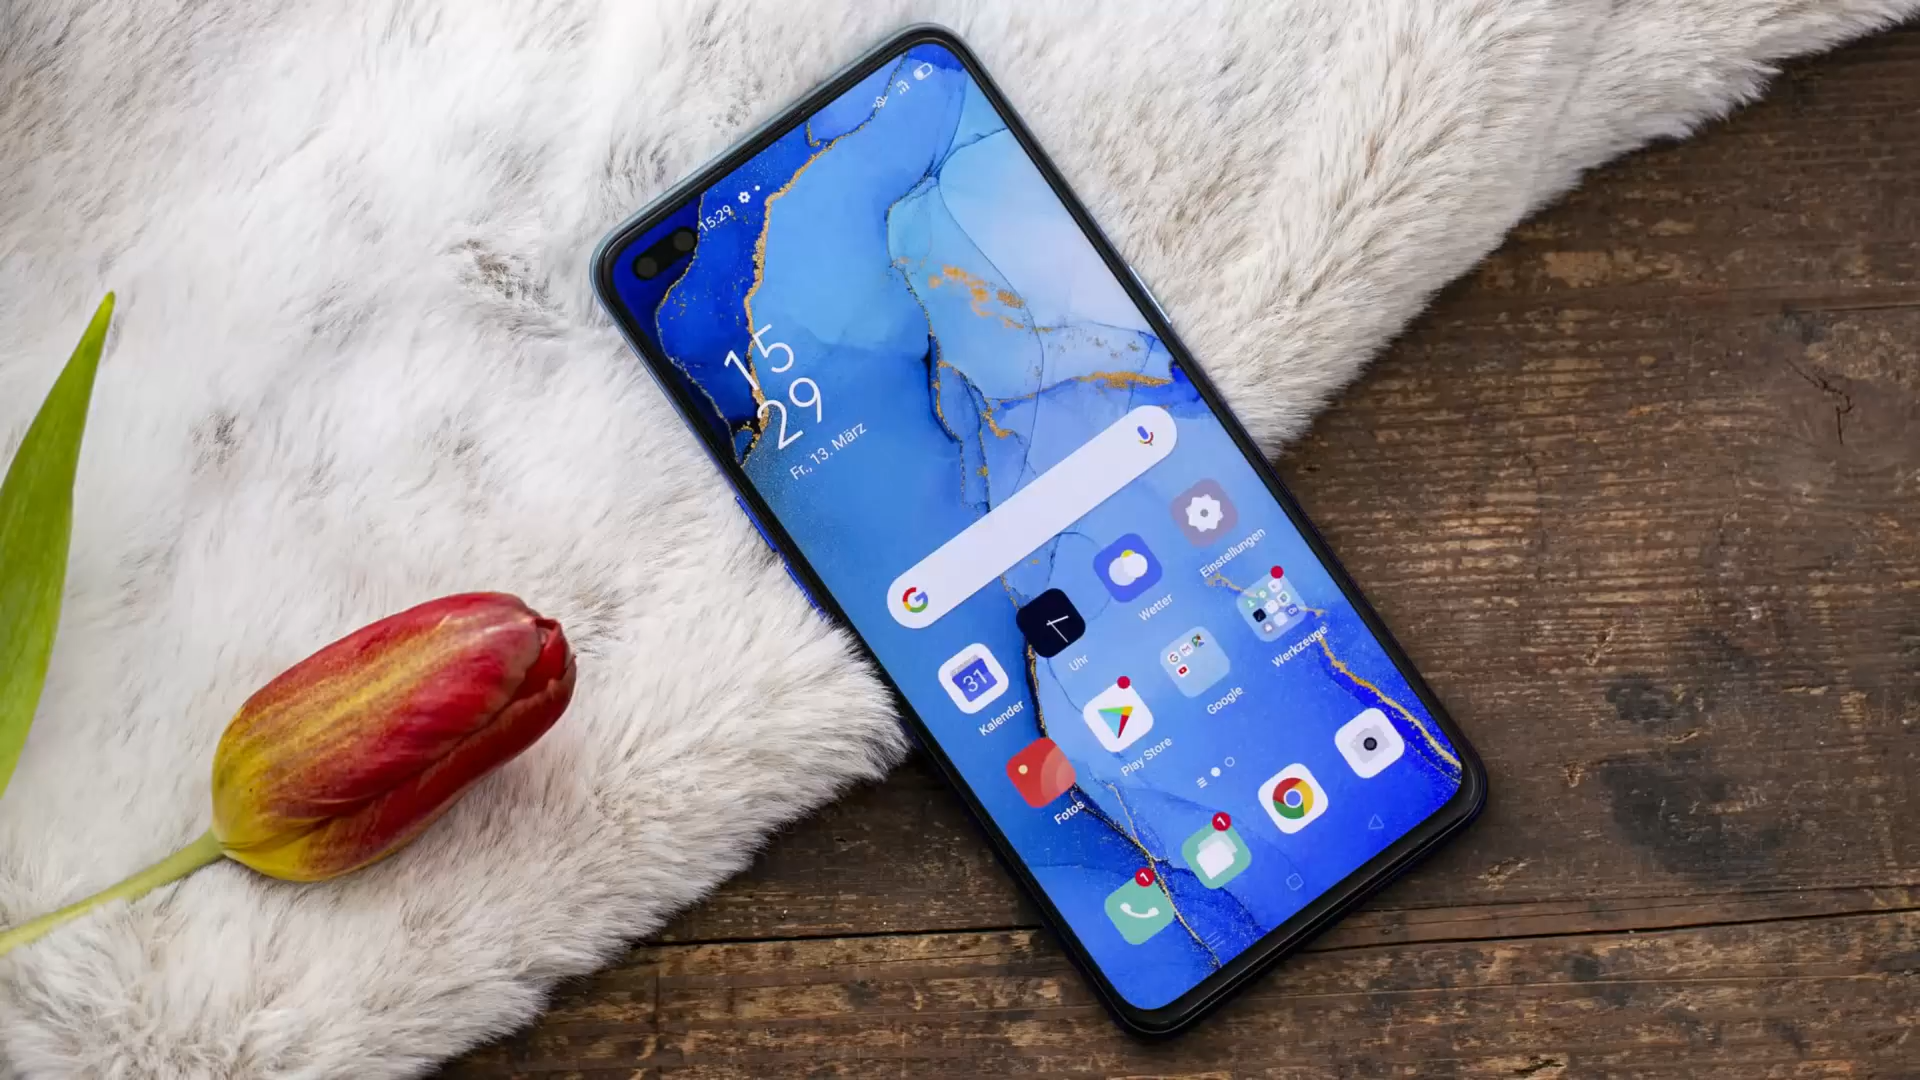 15:29
15
29
Fr., 13. März
Einstellungen
Wetter
Uhr
31
Kalender
Werkzeuge
Google
Play Store
Fotos
1
1